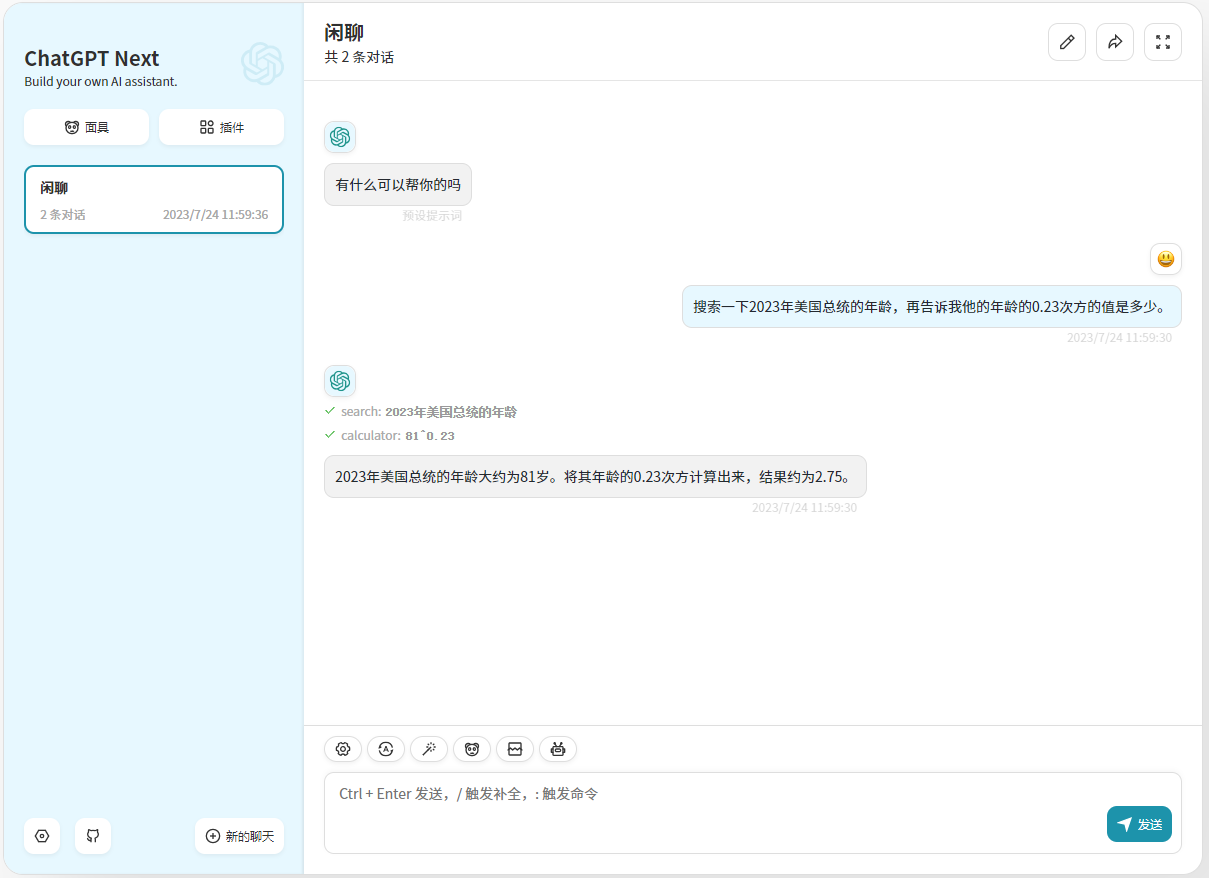 ChatGPT Next
Build your own AI assistant.
面具
插件
闲聊
2 条对话
2023/7/24 11:59:36
闲聊
共 2 条对话
有什么可以帮你的吗
预设提示词
搜索一下2023年美国总统的年龄，再告诉我他的年龄的0.23次方的值是多少。
2023/7/24 11:59:30
search: 2023年美国总统的年龄
calculator: 81^0.23
2023年美国总统的年龄大约为81岁。将其年龄的0.23次方计算出来，结果约为2.75。
2023/7/24 11:59:30
Ctrl + Enter 发送，/ 触发补全，: 触发命令
发送
新的聊天